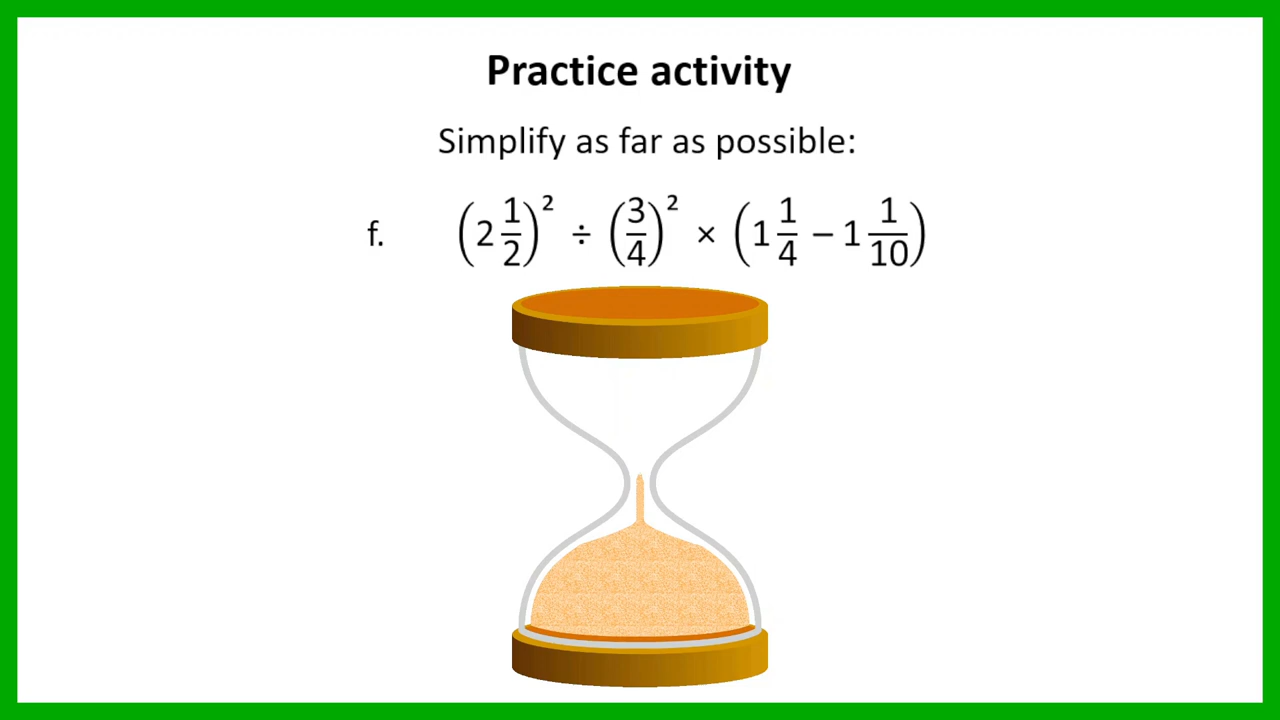 Practice activity
Simplify as far as possible:
f. (2 1/2)² ÷ (3/4)² × (1 1/4 – 1 1/10)